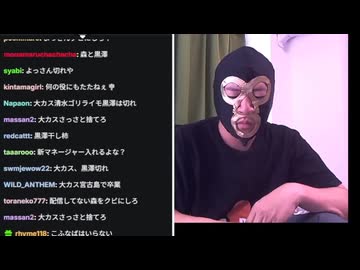 mamamaruchachacha: 森と黒澤
syabi: よっさん切れや
kintamagirl: 何の役にもたたねぇ
Napaon: 大カス清水ゴリライモ黒澤は切れ
massan2: 大カスさっさと捨てろ
redcattt: 黒澤干し柿
taaarooo: 新マネージャー入れるよな?
swmjewow22: 大カス、黒澤切れ
WILD_ANTHEM: 大カス宮古島で卒業
toraneko777: 配信してない森をクビにしろ
massan2: 大カスさっさと捨てろ
rhyme118: こふなばはいらない